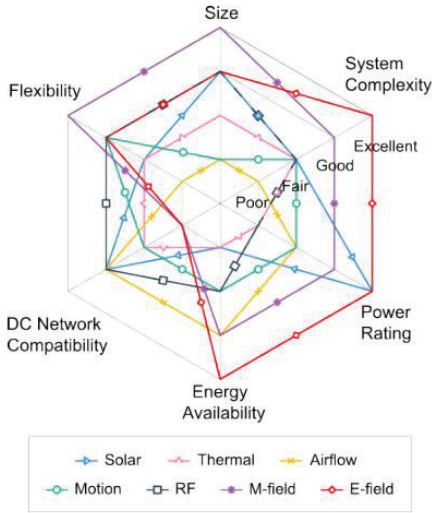 Size
System
Complexity
Flexibility
Excellent
Good
Fair
Poor
DC Network
Compatibility
Power
Rating
Energy
Availability
Solar Thermal Airflow
Motion RF M-field E-field